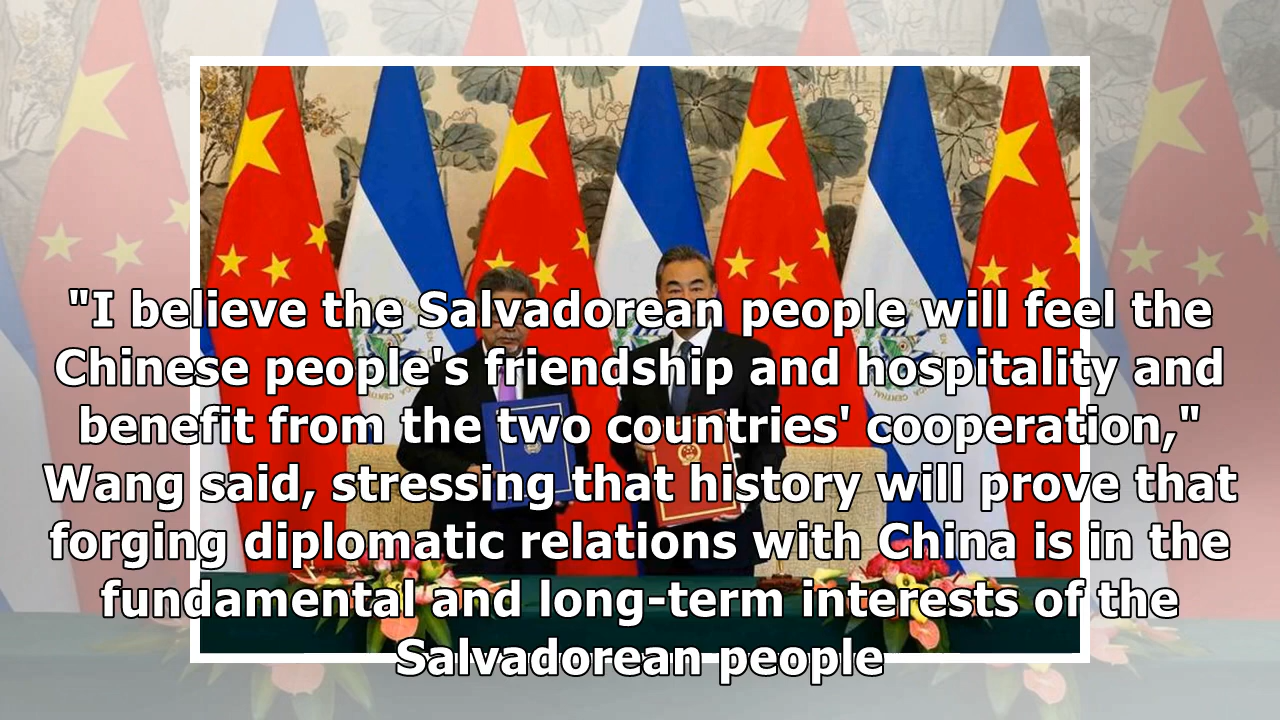 "I believe the Salvadorean people will feel the
Chinese people's friendship and hospitality and
benefit from the two countries' cooperation,"
Wang said, stressing that history will prove that
forging diplomatic relations with China is in the
fundamental and long-term interests of the
Salvadorean people